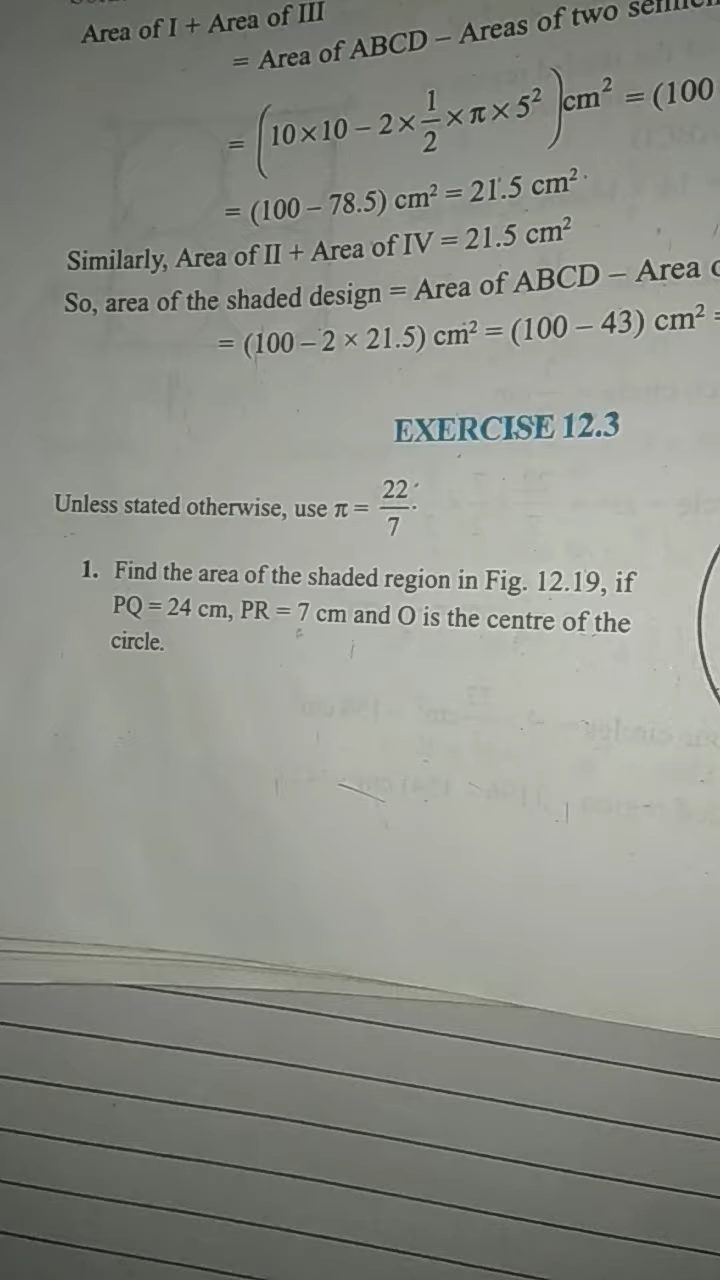 Area of I + Area of III
= Area of ABCD – Areas of two
= (10×10 – 2×1/2×π×5²)cm² = (100
= (100 – 78.5) cm² = 21.5 cm²
Similarly, Area of II + Area of IV = 21.5 cm²
So, area of the shaded design = Area of ABCD – Area
= (100 – 2 × 21.5) cm² = (100 – 43) cm² =
EXERCISE 12.3
Unless stated otherwise, use π = 22/7.
1. Find the area of the shaded region in Fig. 12.19, if
PQ = 24 cm, PR = 7 cm and O is the centre of the
circle.